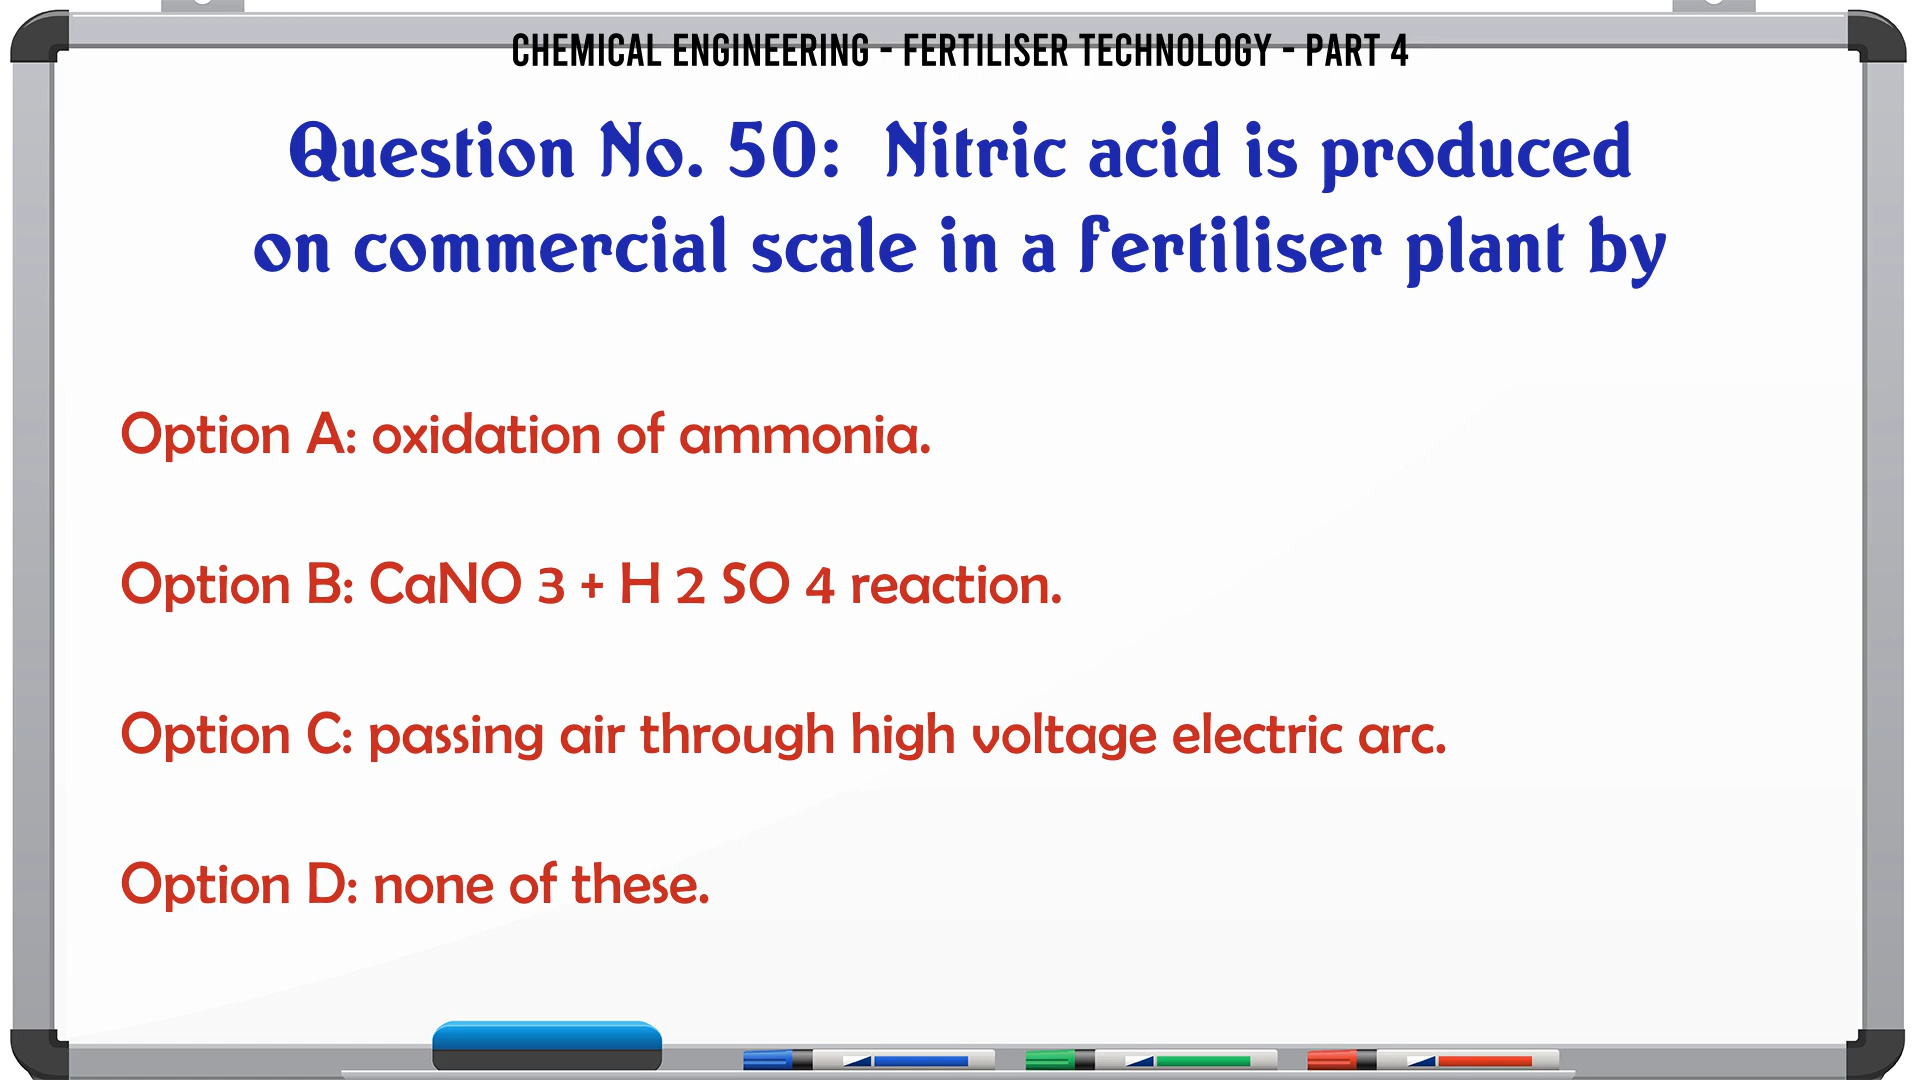 CHEMICAL ENGINEERING - FERTILISER TECHNOLOGY - PART 4
Question No. 50: Nitric acid is produced
on commercial scale in a fertiliser plant by
Option A: oxidation of ammonia.
Option B: CaNO 3 + H 2 SO 4 reaction.
Option C: passing air through high voltage electric arc.
Option D: none of these.